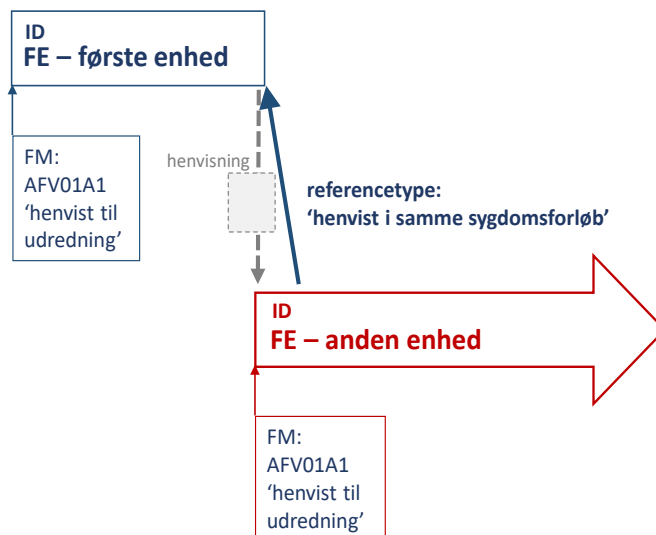 ID
FE – første enhed
FM:
AFV01A1
‘henvist til
udredning’
henvisning
referencetype:
‘henvist i samme sygdomsforløb’
ID
FE – anden enhed
FM:
AFV01A1
‘henvist til
udredning’